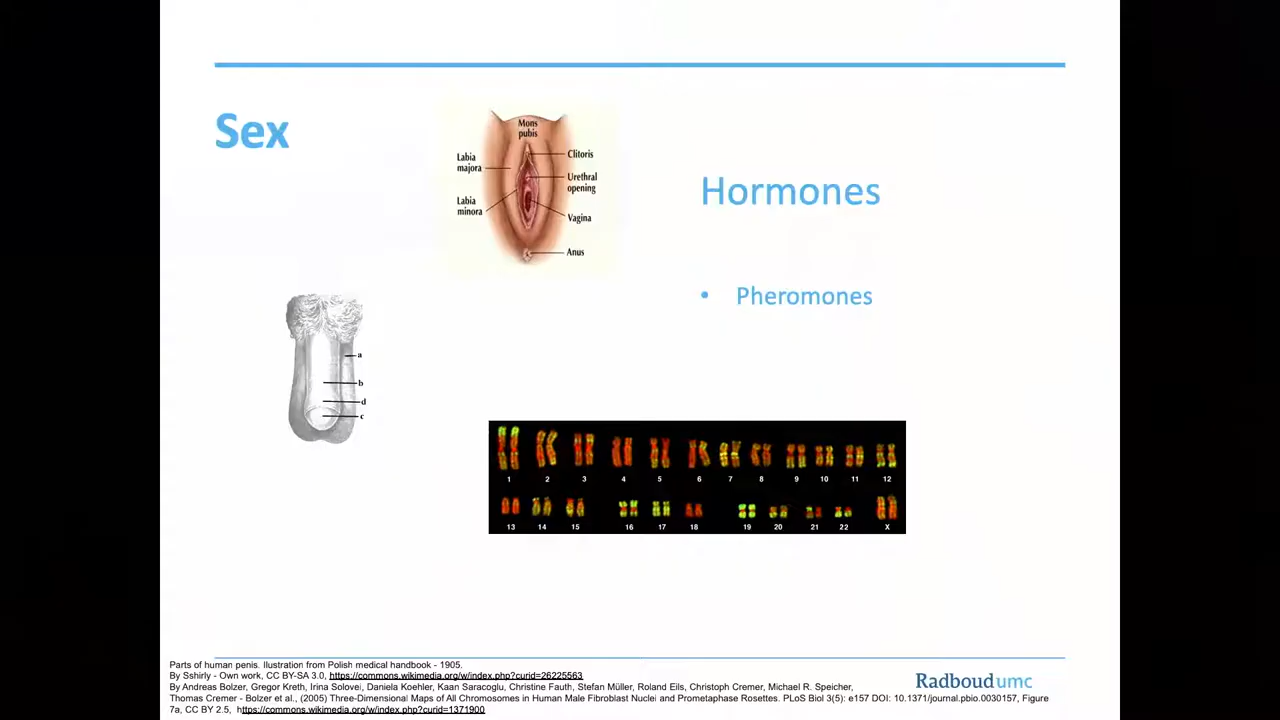 Sex
Mons
pubis
Labia
majora
Clitoris
Urethral
opening
Labia
minora
Vagina
Anus
Hormones
• Pheromones
a
b
d
c
1 2 3 4 5 6 7 8 9 10 11 12
13 14 15 16 17 18 19 20 21 22 X
Parts of human penis. Ilustration from Polish medical handbook - 1905.
By Sshirly - Own work, CC BY-SA 3.0, https://commons.wikimedia.org/w/index.php?curid=26225563
By Andreas Bolzer, Gregor Kreth, Irina Solovei, Daniela Koehler, Kaan Saracoglu, Christine Fauth, Stefan Müller, Roland Eils, Christoph Cremer, Michael R. Speicher,
Thomas Cremer - Bolzer et al., (2005) Three-Dimensional Maps of All Chromosomes in Human Male Fibroblast Nuclei and Prometaphase Rosettes. PLoS Biol 3(5): e157 DOI: 10.1371/journal.pbio.0030157, Figure
7a, CC BY 2.5, https://commons.wikimedia.org/w/index.php?curid=1371900
Radboudumc